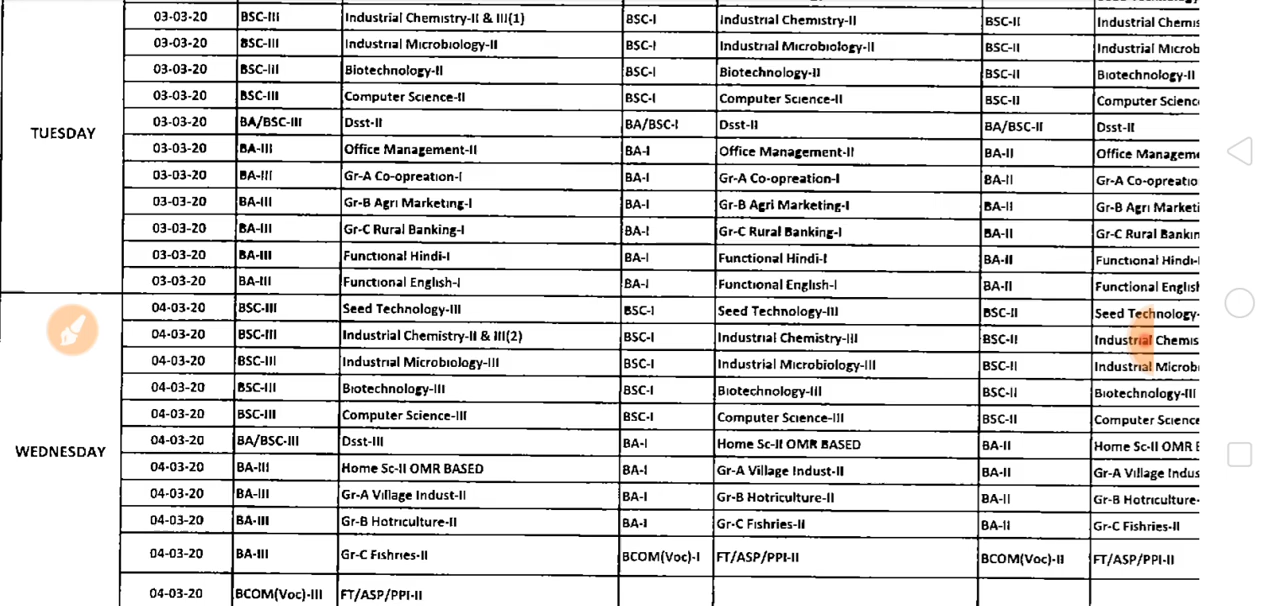 03-03-20 BSC-III Industrial Chemistry-II & III(1) BSC-I Industrial Chemistry-II BSC-II Industrial Chemis
03-03-20 BSC-III Industrial Microbiology-II BSC-I Industrial Microbiology-II BSC-II Industrial Microb
03-03-20 BSC-III Biotechnology-II BSC-I Biotechnology-II BSC-II Biotechnology-II
03-03-20 BSC-III Computer Science-II BSC-I Computer Science-II BSC-II Computer Scienc
TUESDAY 03-03-20 BA/BSC-III Dsst-II BA/BSC-I Dsst-II BA/BSC-II Dsst-II
03-03-20 BA-III Office Management-II BA-I Office Management-II BA-II Office Managem
03-03-20 BA-III Gr-A Co-opreation-I BA-I Gr-A Co-opreation-I BA-II Gr-A Co-opreatio
03-03-20 BA-III Gr-B Agri Marketing-I BA-I Gr-B Agri Marketing-I BA-II Gr-B Agri Marketi
03-03-20 BA-III Gr-C Rural Banking-I BA-I Gr-C Rural Banking-I BA-II Gr-C Rural Bankin
03-03-20 BA-III Functional Hindi-I BA-I Functional Hindi-I BA-II Functional Hindi-I
03-03-20 BA-III Functional English-I BA-I Functional English-I BA-II Functional Englis
04-03-20 BSC-III Seed Technology-III BSC-I Seed Technology-III BSC-II Seed Technology-
04-03-20 BSC-III Industrial Chemistry-II & III(2) BSC-I Industrial Chemistry-III BSC-II Industrial Chemis
04-03-20 BSC-III Industrial Microbiology-III BSC-I Industrial Microbiology-III BSC-II Industrial Microbi
04-03-20 BSC-III Biotechnology-III BSC-I Biotechnology-III BSC-II Biotechnology-III
04-03-20 BSC-III Computer Science-III BSC-I Computer Science-III BSC-II Computer Science
WEDNESDAY 04-03-20 BA/BSC-III Dsst-III BA-I Home Sc-II OMR BASED BA-II Home Sc-II OMR
04-03-20 BA-III Home Sc-II OMR BASED BA-I Gr-A Village Indust-II BA-II Gr-A Village Indus
04-03-20 BA-III Gr-A Village Indust-II BA-I Gr-B Hotriculture-II BA-II Gr-B Hotriculture-
04-03-20 BA-III Gr-B Hotriculture-II BA-I Gr-C Fishries-II BA-II Gr-C Fishries-II
04-03-20 BA-III Gr-C Fishries-II BCOM(Voc)-I FT/ASP/PPI-II BCOM(Voc)-II FT/ASP/PPI-II
04-03-20 BCOM(Voc)-III FT/ASP/PPI-II